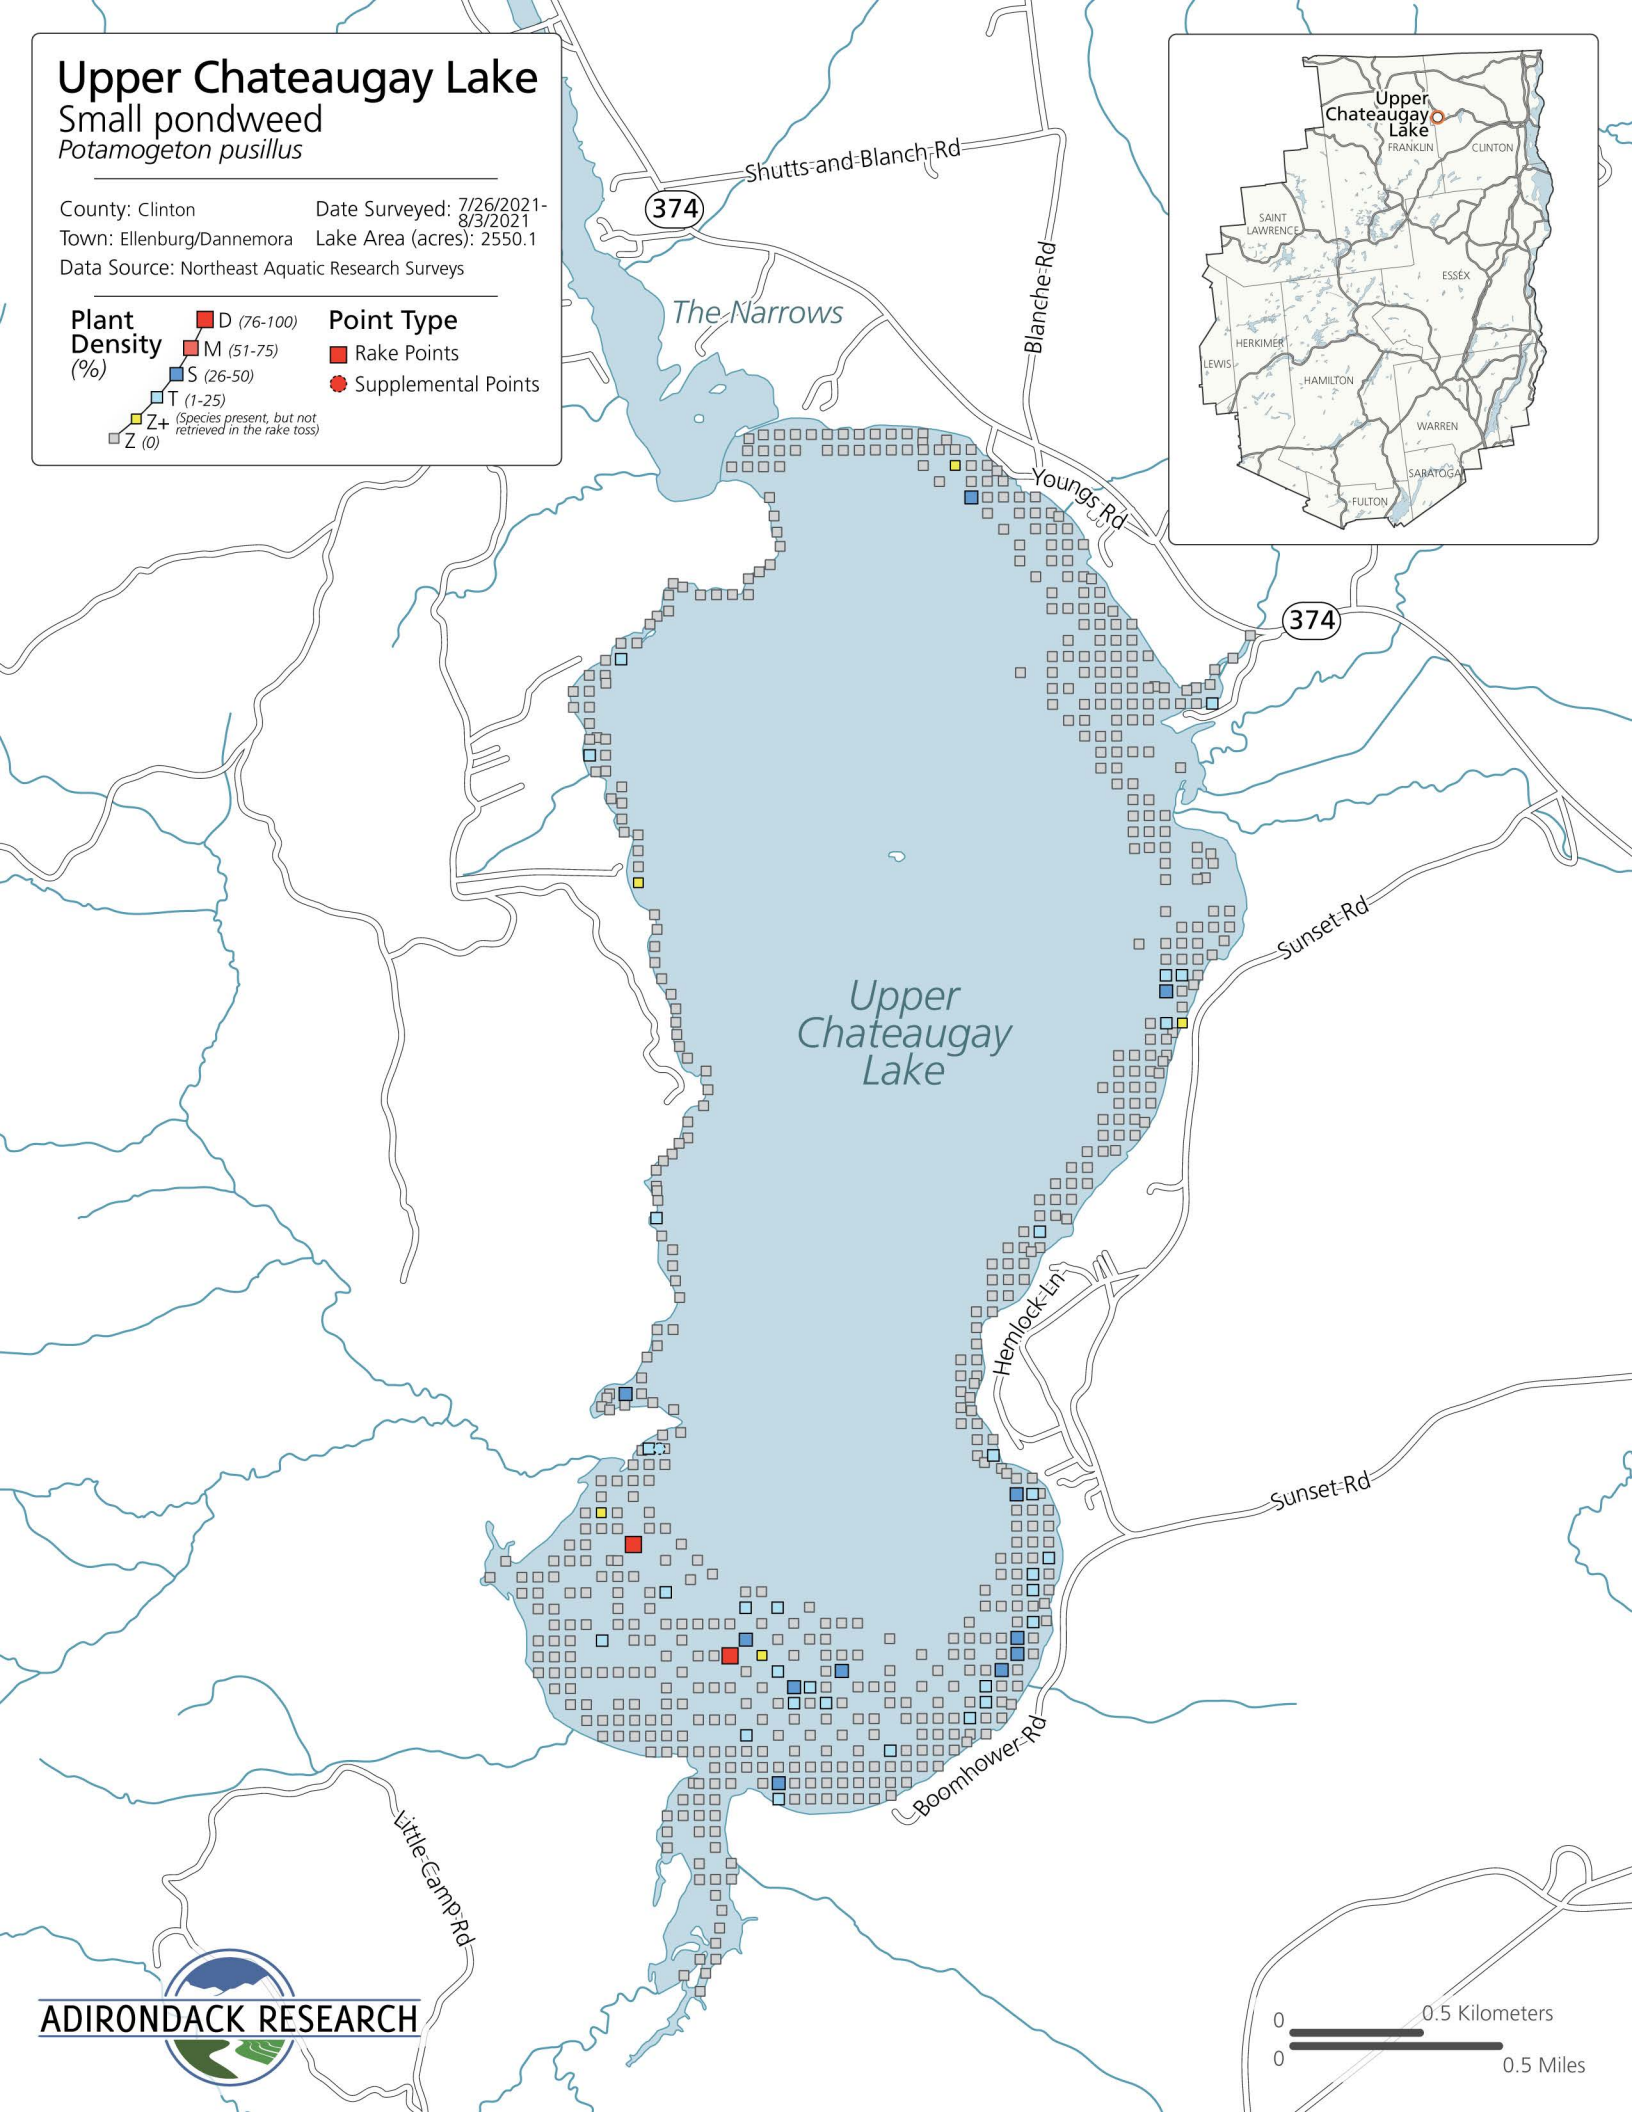 Upper Chateaugay Lake
Small pondweed
Potamogeton pusillus
County: Clinton
Date Surveyed: 7/26/2021-
8/3/2021
Town: Ellenburg/Dannemora
Lake Area (acres): 2550.1
Data Source: Northeast Aquatic Research Surveys
Plant
Density
(%)
D (76-100)
M (51-75)
S (26-50)
T (1-25)
Z+ (Species present, but not
retrieved in the rake toss)
Z (0)
Point Type
Rake Points
Supplemental Points
Upper
Chateaugay
Lake
FRANKLIN
CLINTON
SAINT
LAWRENCE
ESSEX
HERKIMER
LEWIS
HAMILTON
WARREN
SARATOGA
FULTON
Shutts-and-Blanch-Rd
374
Blanche-Rd
The Narrows
Youngs Rd
374
Sunset-Rd
Upper
Chateaugay
Lake
Hemlock-Ln
Sunset-Rd
Boomhower-Rd
Little-Camp-Rd
ADIRONDACK RESEARCH
0
0.5 Kilometers
0
0.5 Miles